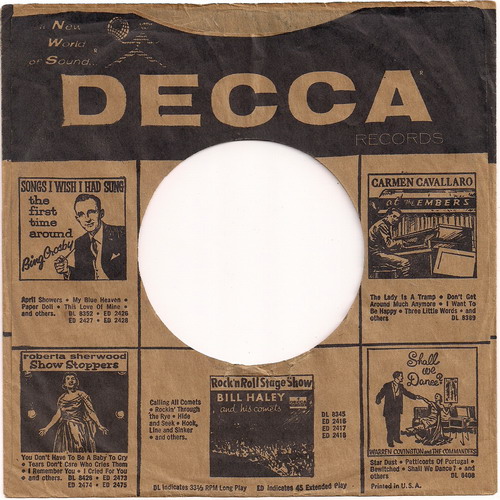 a New
World
of Sound..
DECCA
RECORDS
SONGS I WISH I HAD SUNG
the
first
time
around
Bing Crosby
April Showers • My Blue Heaven •
Paper Doll • This Love Of Mine •
and others. DL 8352 • ED 2426
ED 2427 • ED 2428
CARMEN CAVALLARO
at the EMBERS
The Lady Is A Tramp • Don't Get
Around Much Anymore • I Want To
Be Happy • Three Little Words • and
others DL 8389
roberta sherwood
Show Stoppers
You Don't Have To Be A Baby To Cry
• Tears Don't Care Who Cries Them
• I Remember You • I Cried For You
• and others. DL 8426 • ED 2473
ED 2474 • ED 2475
Rock'n Roll Stage Show
BILL HALEY
and his comets
Calling All Comets
• Rockin' Through
The Rye • Hide
and Seek • Hook,
Line and Sinker
• and others.
DL 8345
ED 2416
ED 2417
ED 2418
DL Indicates 33⅓ RPM Long Play ED Indicates 45 Extended Play
Shall
we
Dance?
WARREN COVINGTON and THE COMMANDERS
Star Dust • Petticoats Of Portugal •
Bewitched • Shall We Dance? • and
others. DL 8408
Printed in U. S. A.